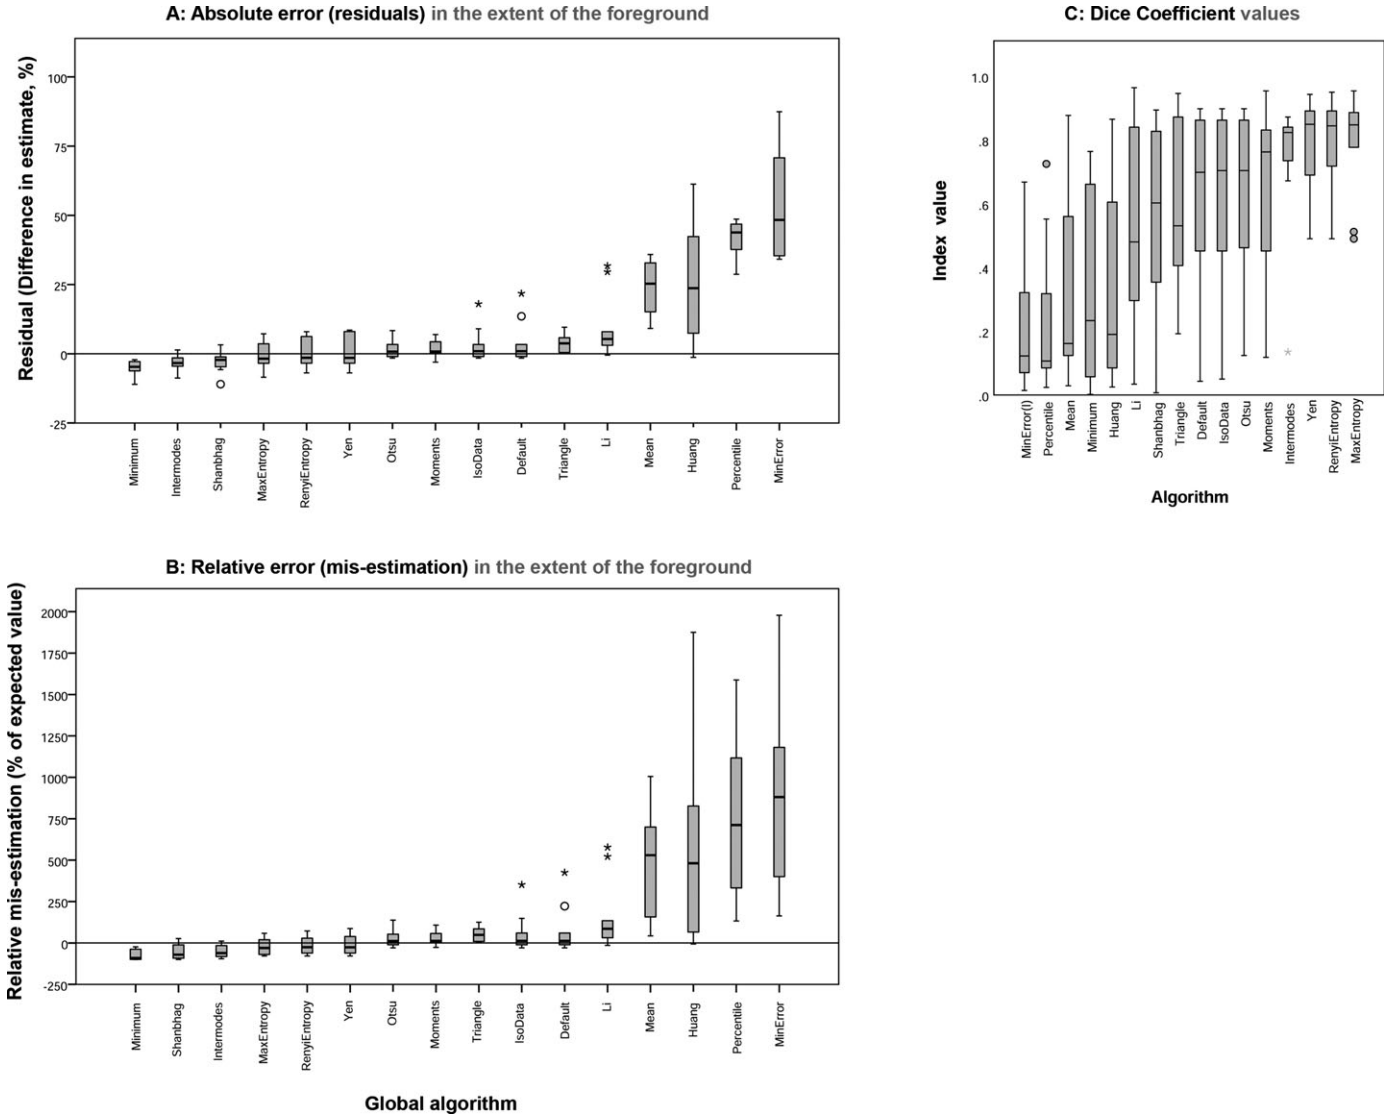 A: Absolute error (residuals) in the extent of the foreground
Residual (Difference in estimate, %)
100
75
50
25
0
-25
Minimum
Intermodes
Shanbhag
MaxEntropy
RenyiEntropy
Yen
Otsu
Moments
IsoData
Default
Triangle
Li
Mean
Huang
Percentile
MinError
B: Relative error (mis-estimation) in the extent of the foreground
Relative mis-estimation (% of expected value)
2000
1750
1500
1250
1000
750
500
250
0
-250
Minimum
Shanbhag
Intermodes
MaxEntropy
RenyiEntropy
Yen
Otsu
Moments
Triangle
IsoData
Default
Li
Mean
Huang
Percentile
MinError
Global algorithm
C: Dice Coefficient values
Index value
1.0
.8
.6
.4
.2
.0
MinError(I)
Percentile
Mean
Minimum
Huang
Li
Shanbhag
Triangle
Default
IsoData
Otsu
Moments
Intermodes
Yen
RenyiEntropy
MaxEntropy
Algorithm